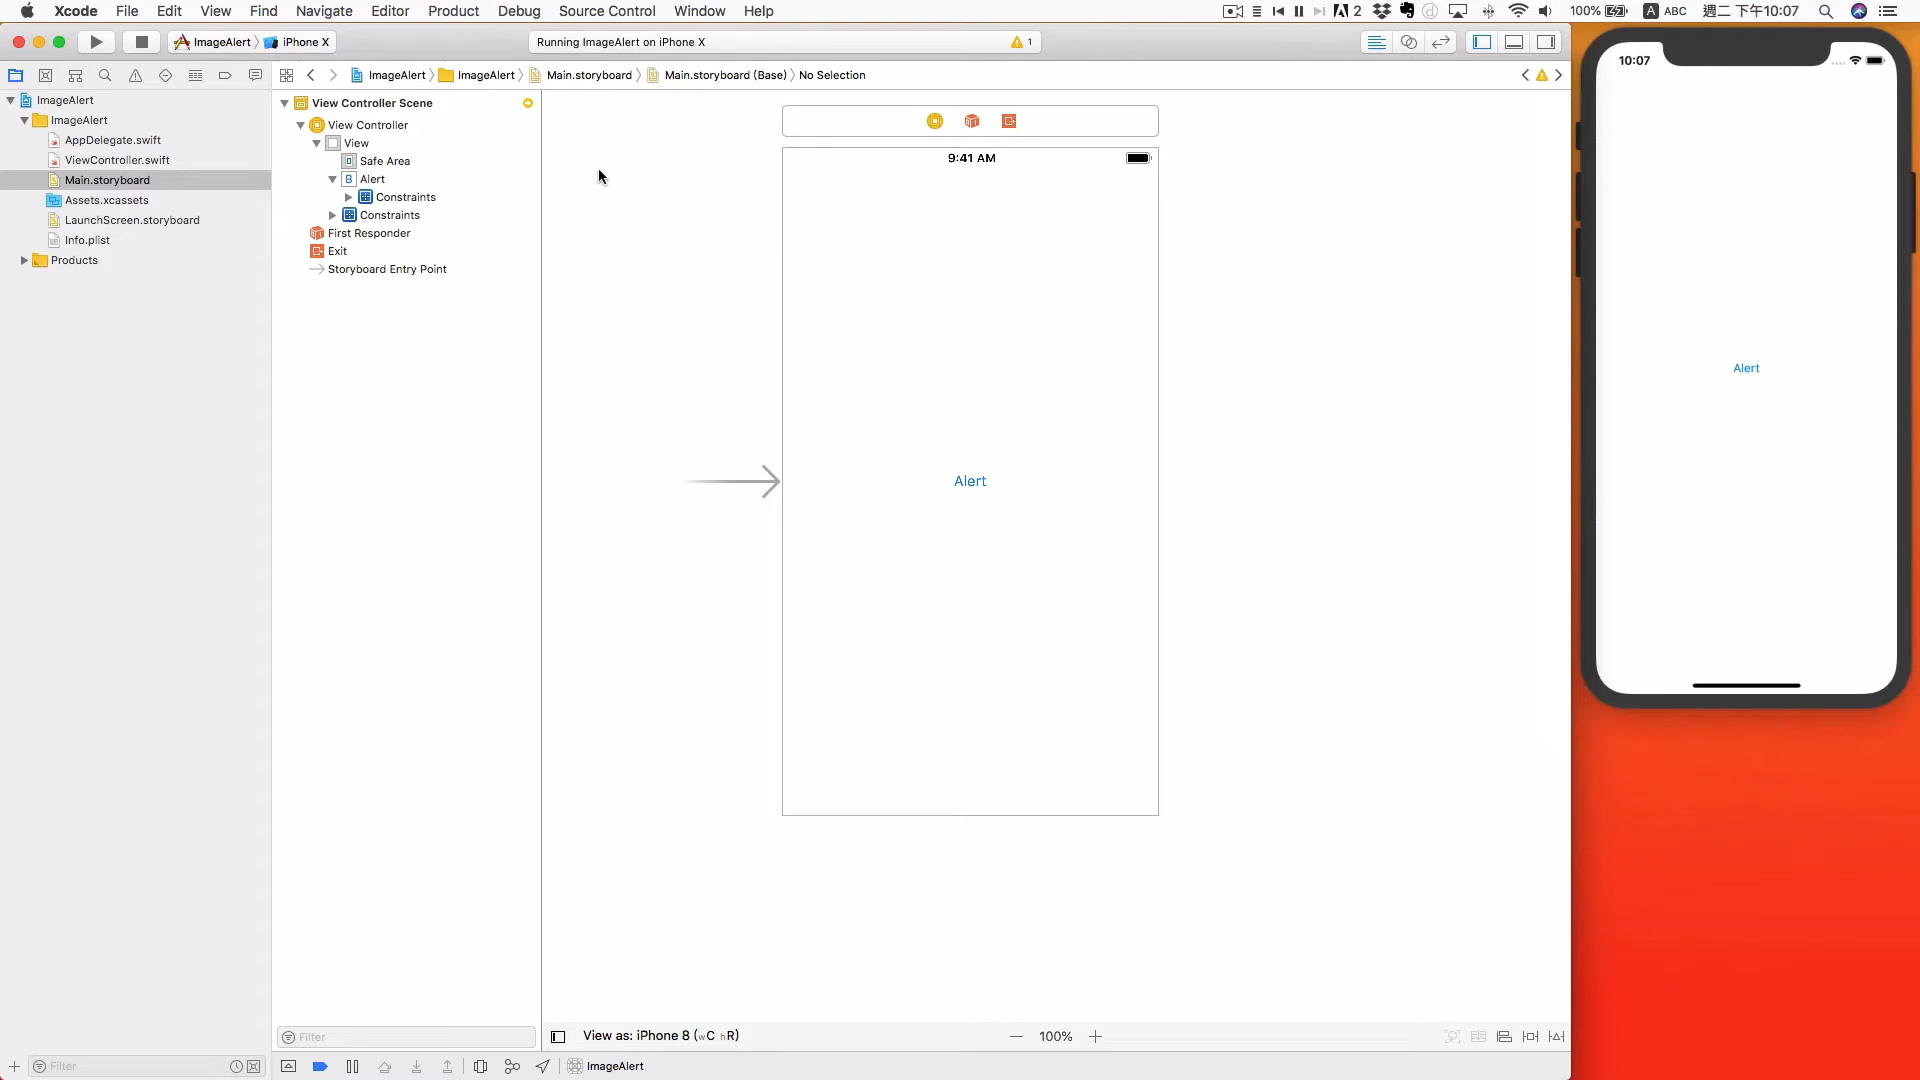 Xcode File Edit View Find Navigate Editor Product Debug Source Control Window Help 2 100% A ABC 週二 下午10:07
ImageAlert iPhone X Running ImageAlert on iPhone X 1
ImageAlert ImageAlert Main.storyboard Main.storyboard (Base) No Selection
ImageAlert
ImageAlert
AppDelegate.swift
ViewController.swift
Main.storyboard
Assets.xcassets
LaunchScreen.storyboard
Info.plist
Products
View Controller Scene
View Controller
View
Safe Area
B Alert
Constraints
Constraints
First Responder
Exit
Storyboard Entry Point
9:41 AM
Alert
10:07
Alert
Filter
View as: iPhone 8 (wC hR)
100%
Filter
ImageAlert